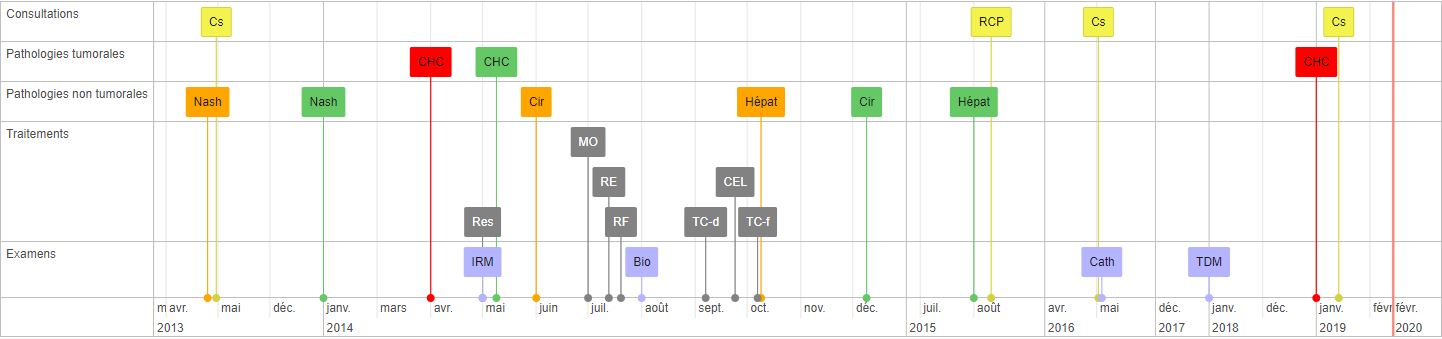 Consultations
Cs RCP Cs Cs
Pathologies tumorales
CHC CHC CHC
Pathologies non tumorales
Nash Nash Cir Hépat Cir Hépat
Traitements
MO
RE CEL
Res RF TC-d TC-f
Examens
IRM Bio Cath TDM
m avr. mai déc. janv. mars avr. mai juin juil. août sept. oct. nov. déc. juil. août avr. mai déc. janv. déc. janv. févr févr.
2013 2014 2015 2016 2017 2018 2019 2020